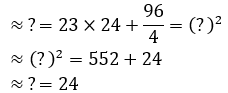 ≈ ? = 23 × 24 + 96/4 = (?)²
≈ (?)² = 552 + 24
≈ ? = 24